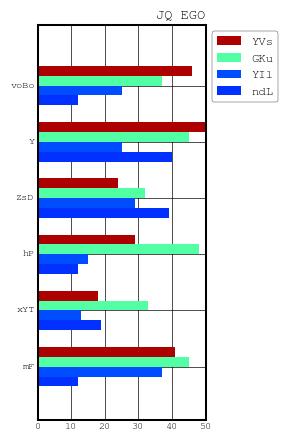 JQ EGO
YVs
GKu
YIl
ndL
voBo
Y
ZsD
hP
xYT
mF
0 10 20 30 40 50